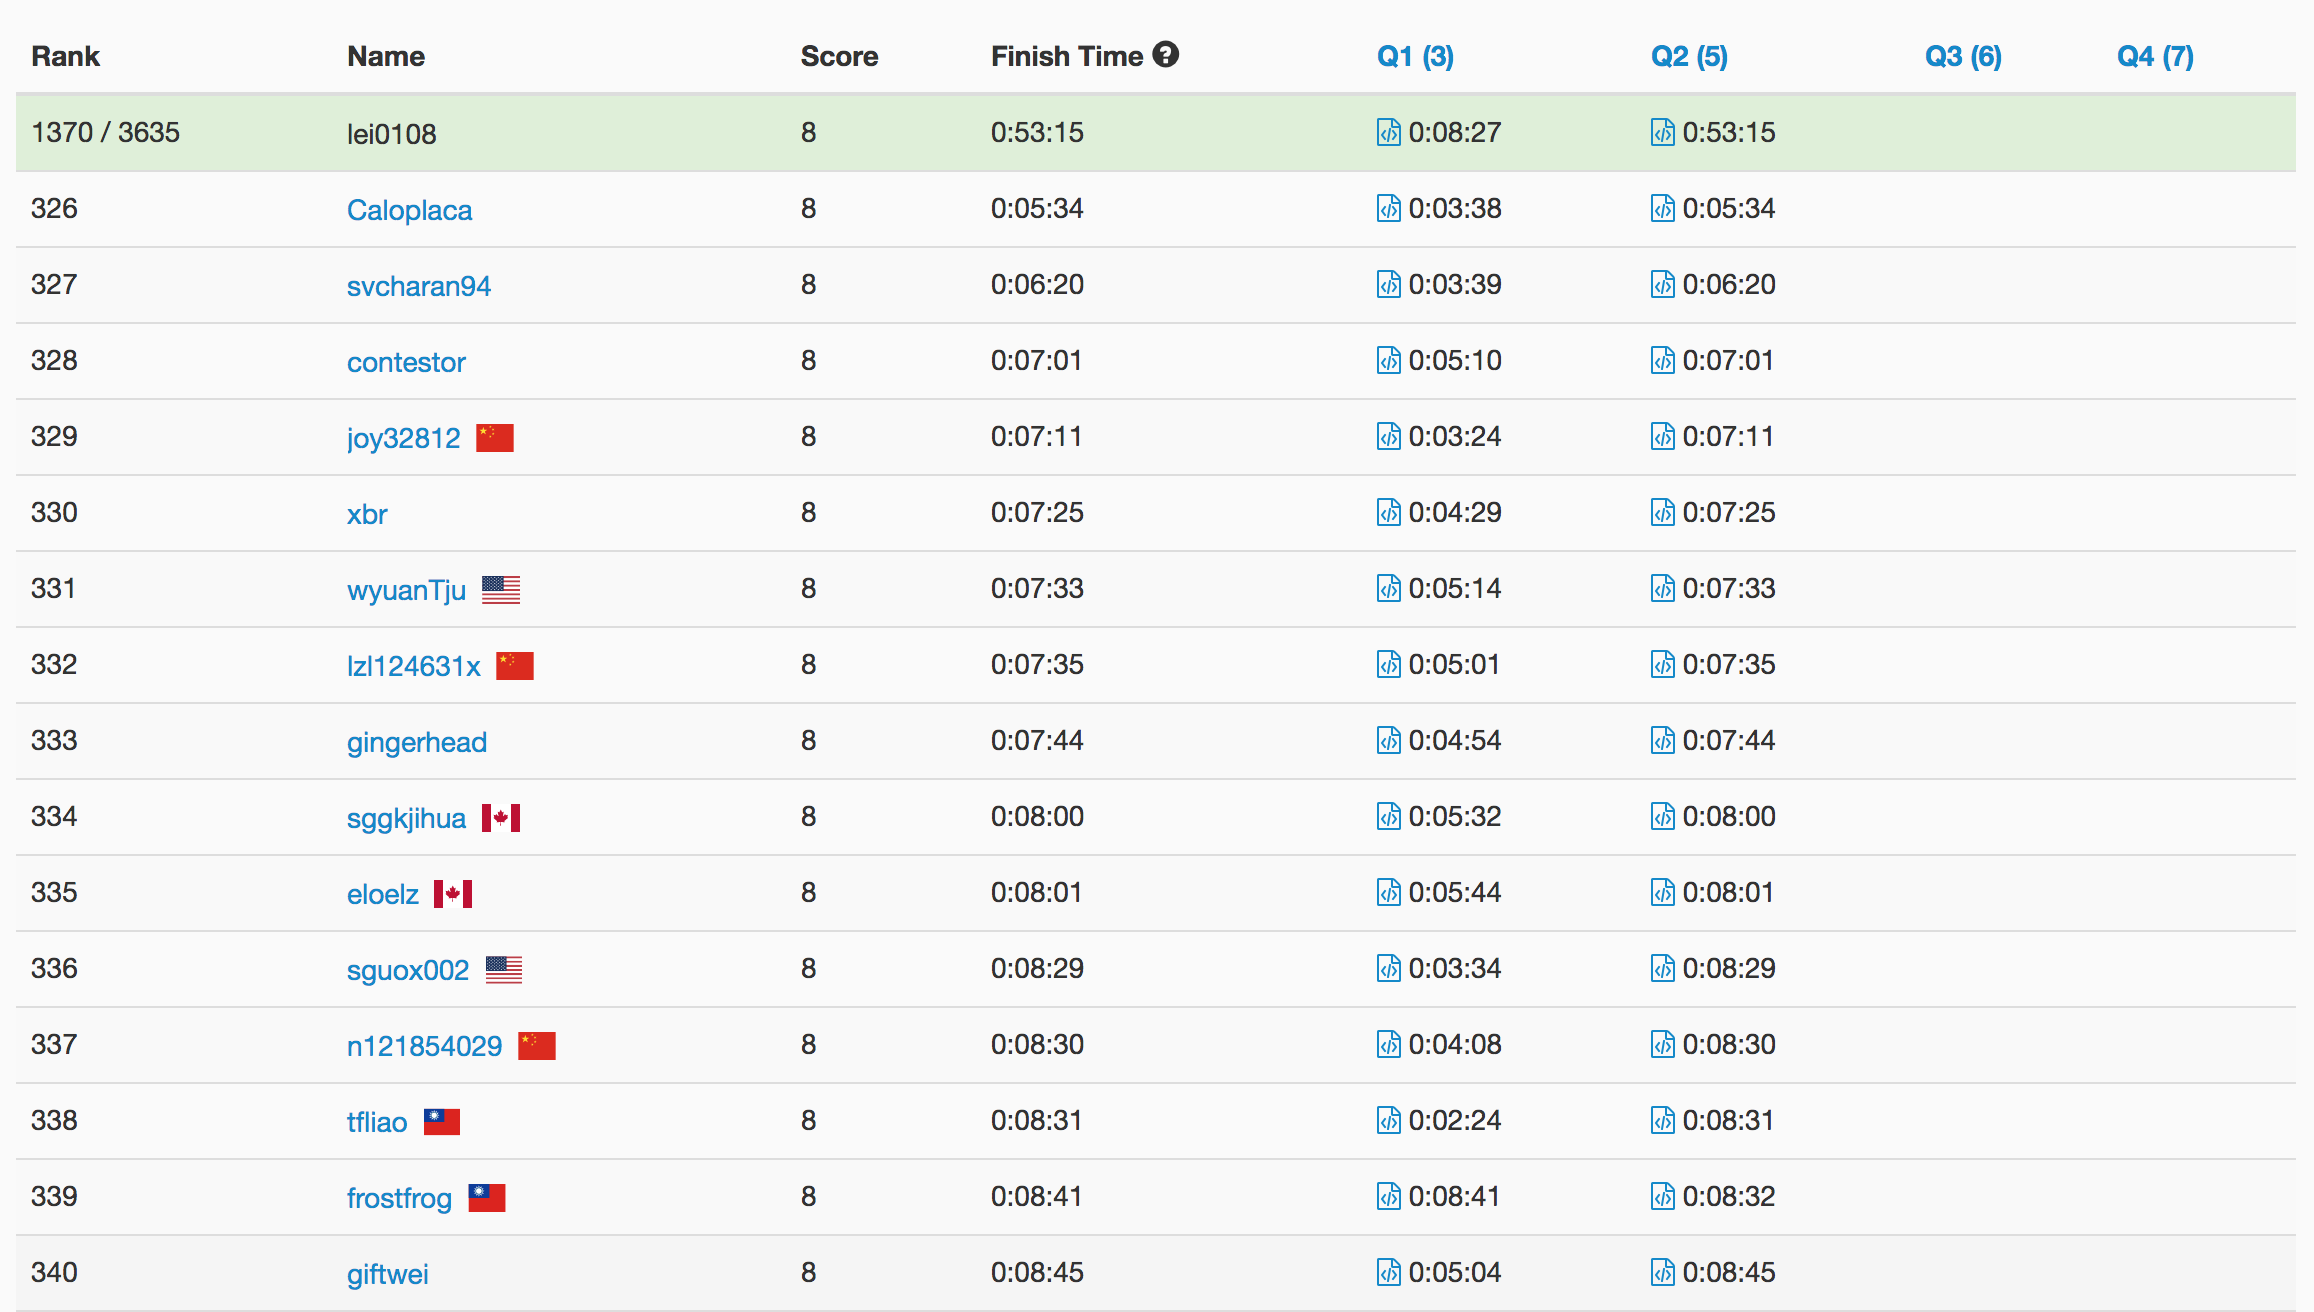 Rank Name Score Finish Time Q1 (3) Q2 (5) Q3 (6) Q4 (7)
1370 / 3635 lei0108 8 0:53:15 0:08:27 0:53:15
326 Caloplaca 8 0:05:34 0:03:38 0:05:34
327 svcharan94 8 0:06:20 0:03:39 0:06:20
328 contestor 8 0:07:01 0:05:10 0:07:01
329 joy32812 8 0:07:11 0:03:24 0:07:11
330 xbr 8 0:07:25 0:04:29 0:07:25
331 wyuanTju 8 0:07:33 0:05:14 0:07:33
332 lzl124631x 8 0:07:35 0:05:01 0:07:35
333 gingerhead 8 0:07:44 0:04:54 0:07:44
334 sggkjihua 8 0:08:00 0:05:32 0:08:00
335 eloelz 8 0:08:01 0:05:44 0:08:01
336 sguox002 8 0:08:29 0:03:34 0:08:29
337 n121854029 8 0:08:30 0:04:08 0:08:30
338 tfliao 8 0:08:31 0:02:24 0:08:31
339 frostfrog 8 0:08:41 0:08:41 0:08:32
340 giftwei 8 0:08:45 0:05:04 0:08:45